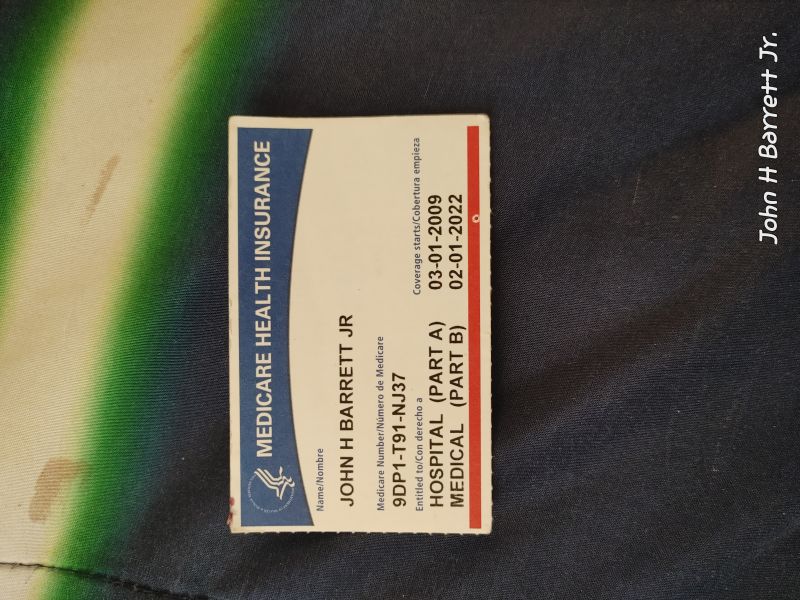 MEDICARE HEALTH INSURANCE
Name/Nombre
JOHN H BARRETT JR
Medicare Number/Número de Medicare
9DP1-T91-NJ37
Entitled to/Con derecho a Coverage starts/Cobertura empieza
HOSPITAL (PART A) 03-01-2009
MEDICAL (PART B) 02-01-2022
John H Barrett Jr.